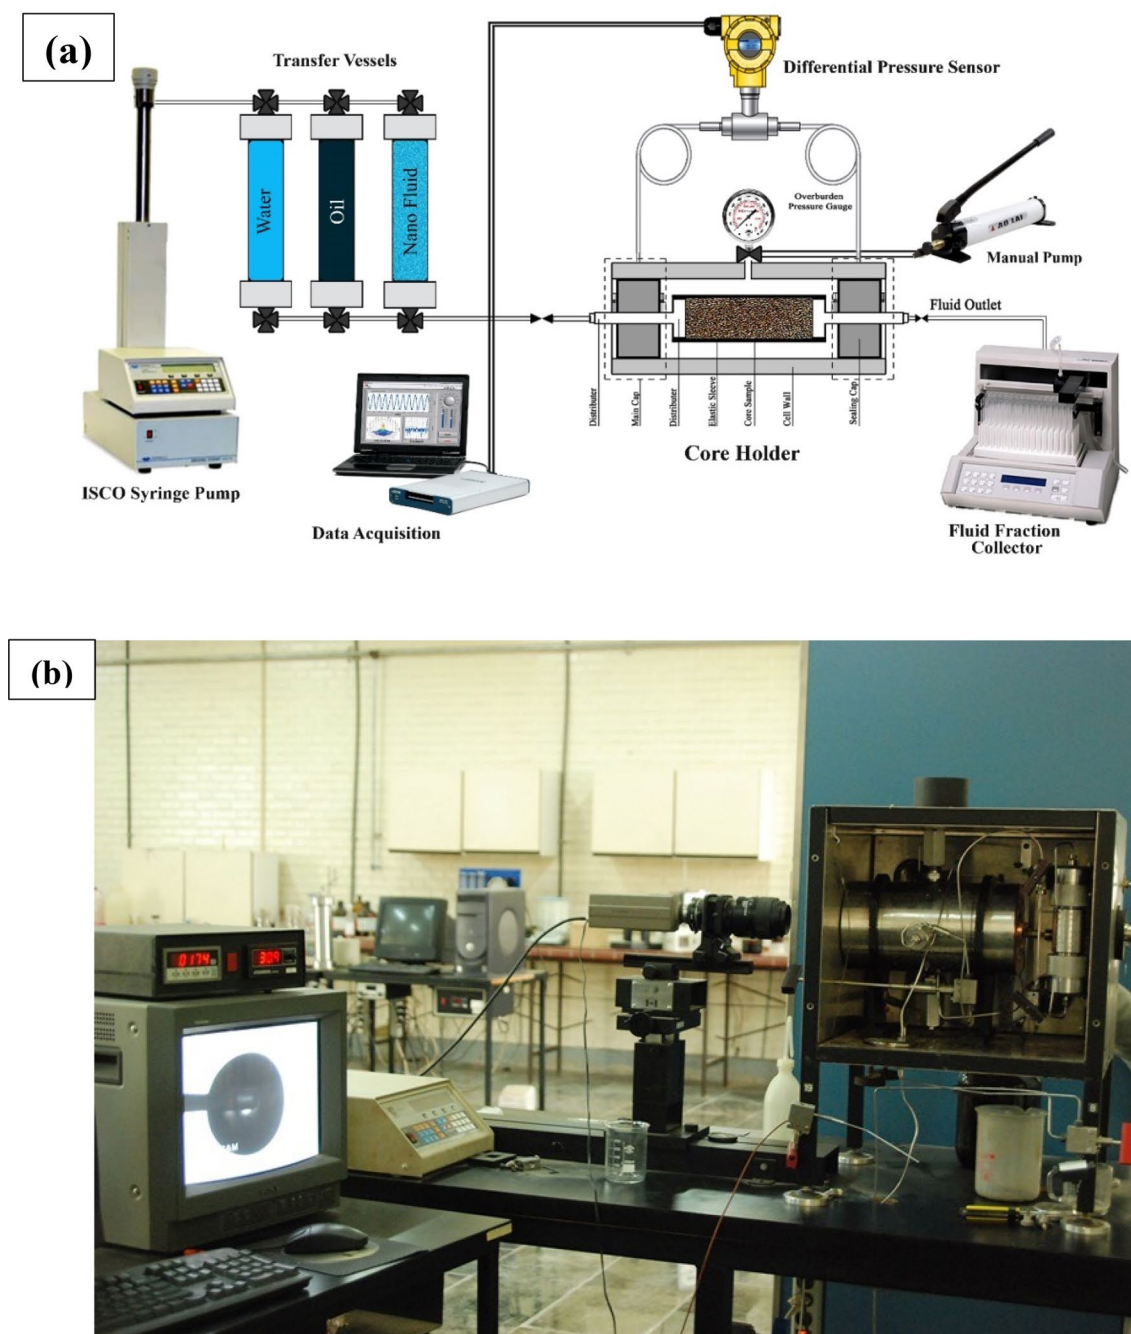 (a)
Transfer Vessels
Differential Pressure Sensor
Water
Oil
Nano Fluid
Overburden
Pressure Gauge
Manual Pump
Fluid Outlet
Distributer
Main Cap
Distributer
Elastic Sleeve
Core Sample
Cell Wall
Sealing Cap
Core Holder
ISCO Syringe Pump
Data Acquisition
Fluid Fraction
Collector
(b)
0174
309